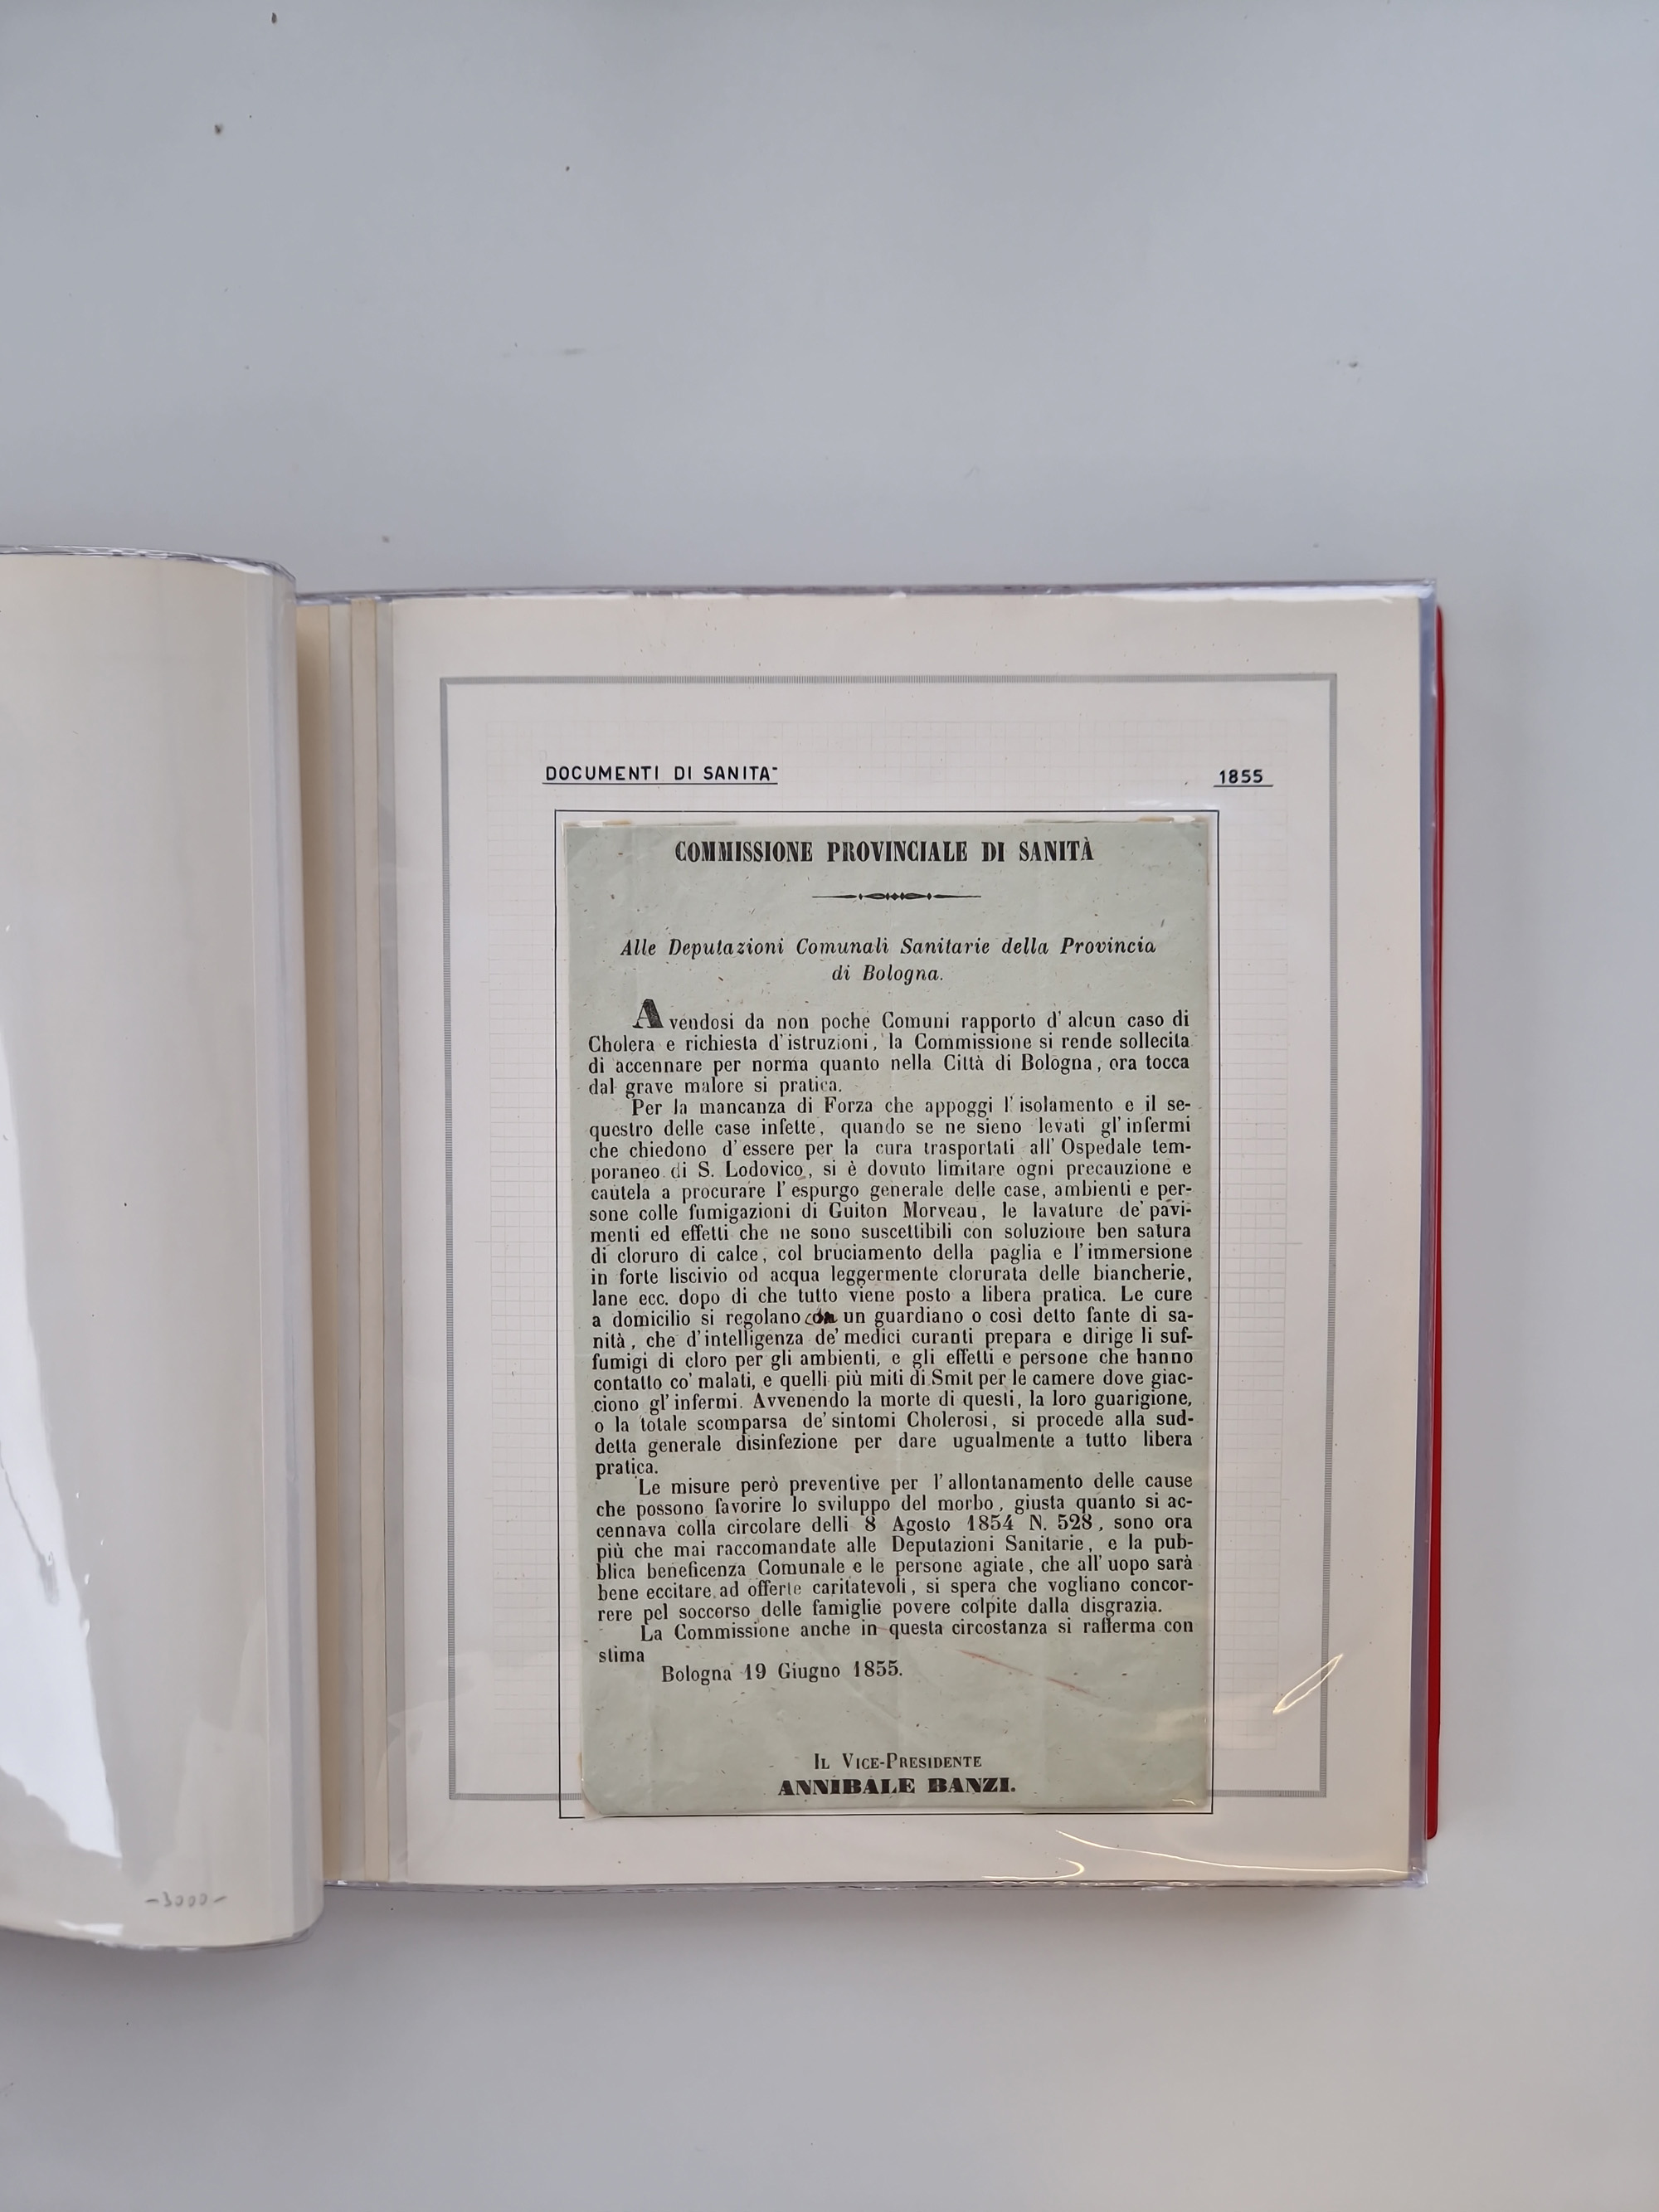 DOCUMENTI DI SANITA-
1855
COMMISSIONE PROVINCIALE DI SANITÀ
Alle Deputazioni Comunali Sanitarie della Provincia
di Bologna.
Avendosi da non poche Comuni rapporto d' alcun caso di
Cholera e richiesta d' istruzioni, la Commissione si rende sollecita
di accennare per norma quanto nella Città di Bologna, ora tocca
dal grave malore si pratica.
Per la mancanza di Forza che appoggi l' isolamento e il se-
questro delle case infette, quando se ne sieno levati gl' infermi
che chiedono d' essere per la cura trasportati all' Ospedale tem-
poraneo di S. Lodovico, si è dovuto limitare ogni precauzione e
cautela a procurare l' espurgo generale delle case, ambienti e per-
sone colle fumigazioni di Guiton Morveau, le lavature de' pavi-
menti ed effetti che ne sono suscettibili con soluzione ben satura
di cloruro di calce, col bruciamento della paglia e l' immersione
in forte liscivio od acqua leggermente clorurata delle biancherie,
lane ecc. dopo di che tutto viene posto a libera pratica. Le cure
a domicilio si regolano con un guardiano o così detto fante di sa-
nità, che d' intelligenza de' medici curanti prepara e dirige li suf-
fumigi di cloro per gli ambienti, e gli effetti e persone che hanno
contatto co' malati, e quelli più miti di Smit per le camere dove giac-
ciono gl' infermi. Avvenendo la morte di questi, la loro guarigione,
o la totale scomparsa de' sintomi Cholerosi, si procede alla sud-
detta generale disinfezione per dare ugualmente a tutto libera
pratica.
Le misure però preventive per l' allontanamento delle cause
che possono favorire lo sviluppo del morbo, giusta quanto si ac-
cennava colla circolare delli 8 Agosto 1854 N. 528, sono ora
più che mai raccomandate alle Deputazioni Sanitarie, e la pub-
blica beneficenza Comunale e le persone agiate, che all' uopo sarà
bene eccitare ad offerte caritatevoli, si spera che vogliano concor-
rere pel soccorso delle famiglie povere colpite dalla disgrazia.
La Commissione anche in questa circostanza si rafferma con
stima
Bologna 19 Giugno 1855.
IL VICE-PRESIDENTE
ANNIBALE BANZI.
-3000-